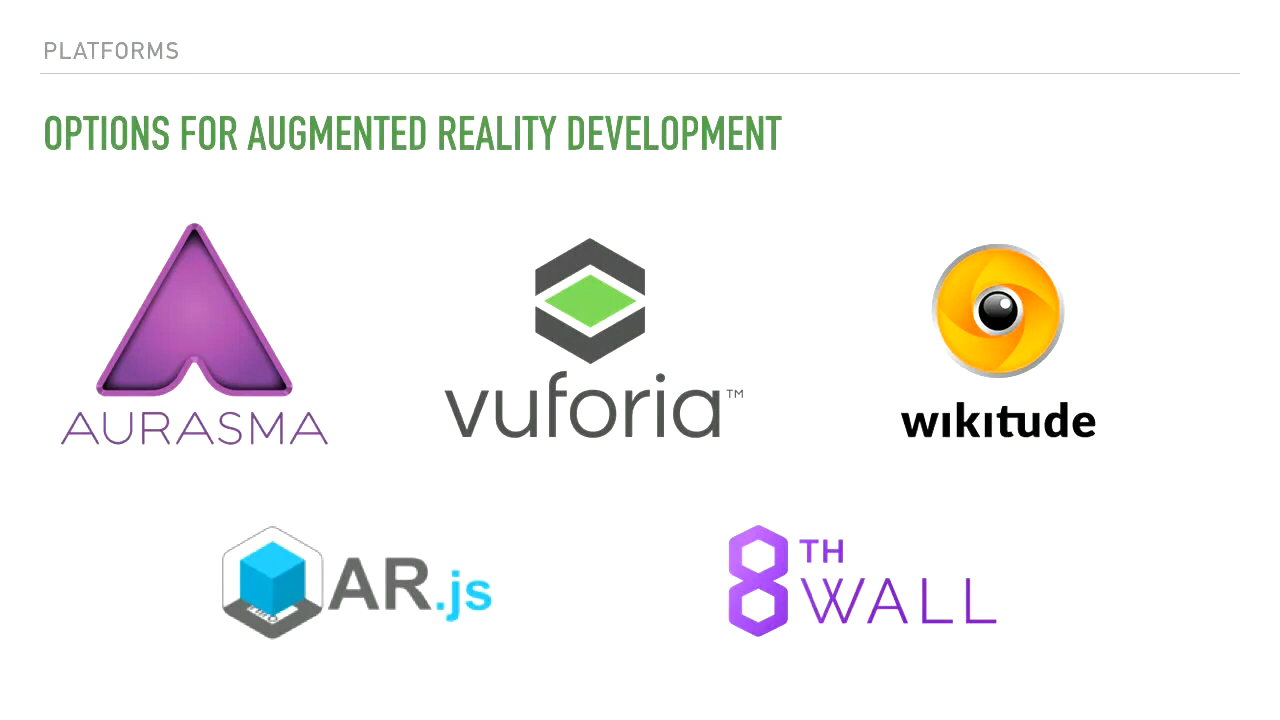 PLATFORMS
OPTIONS FOR AUGMENTED REALITY DEVELOPMENT
AURASMA
vuforia™
wikitude
AR.js
8TH WALL